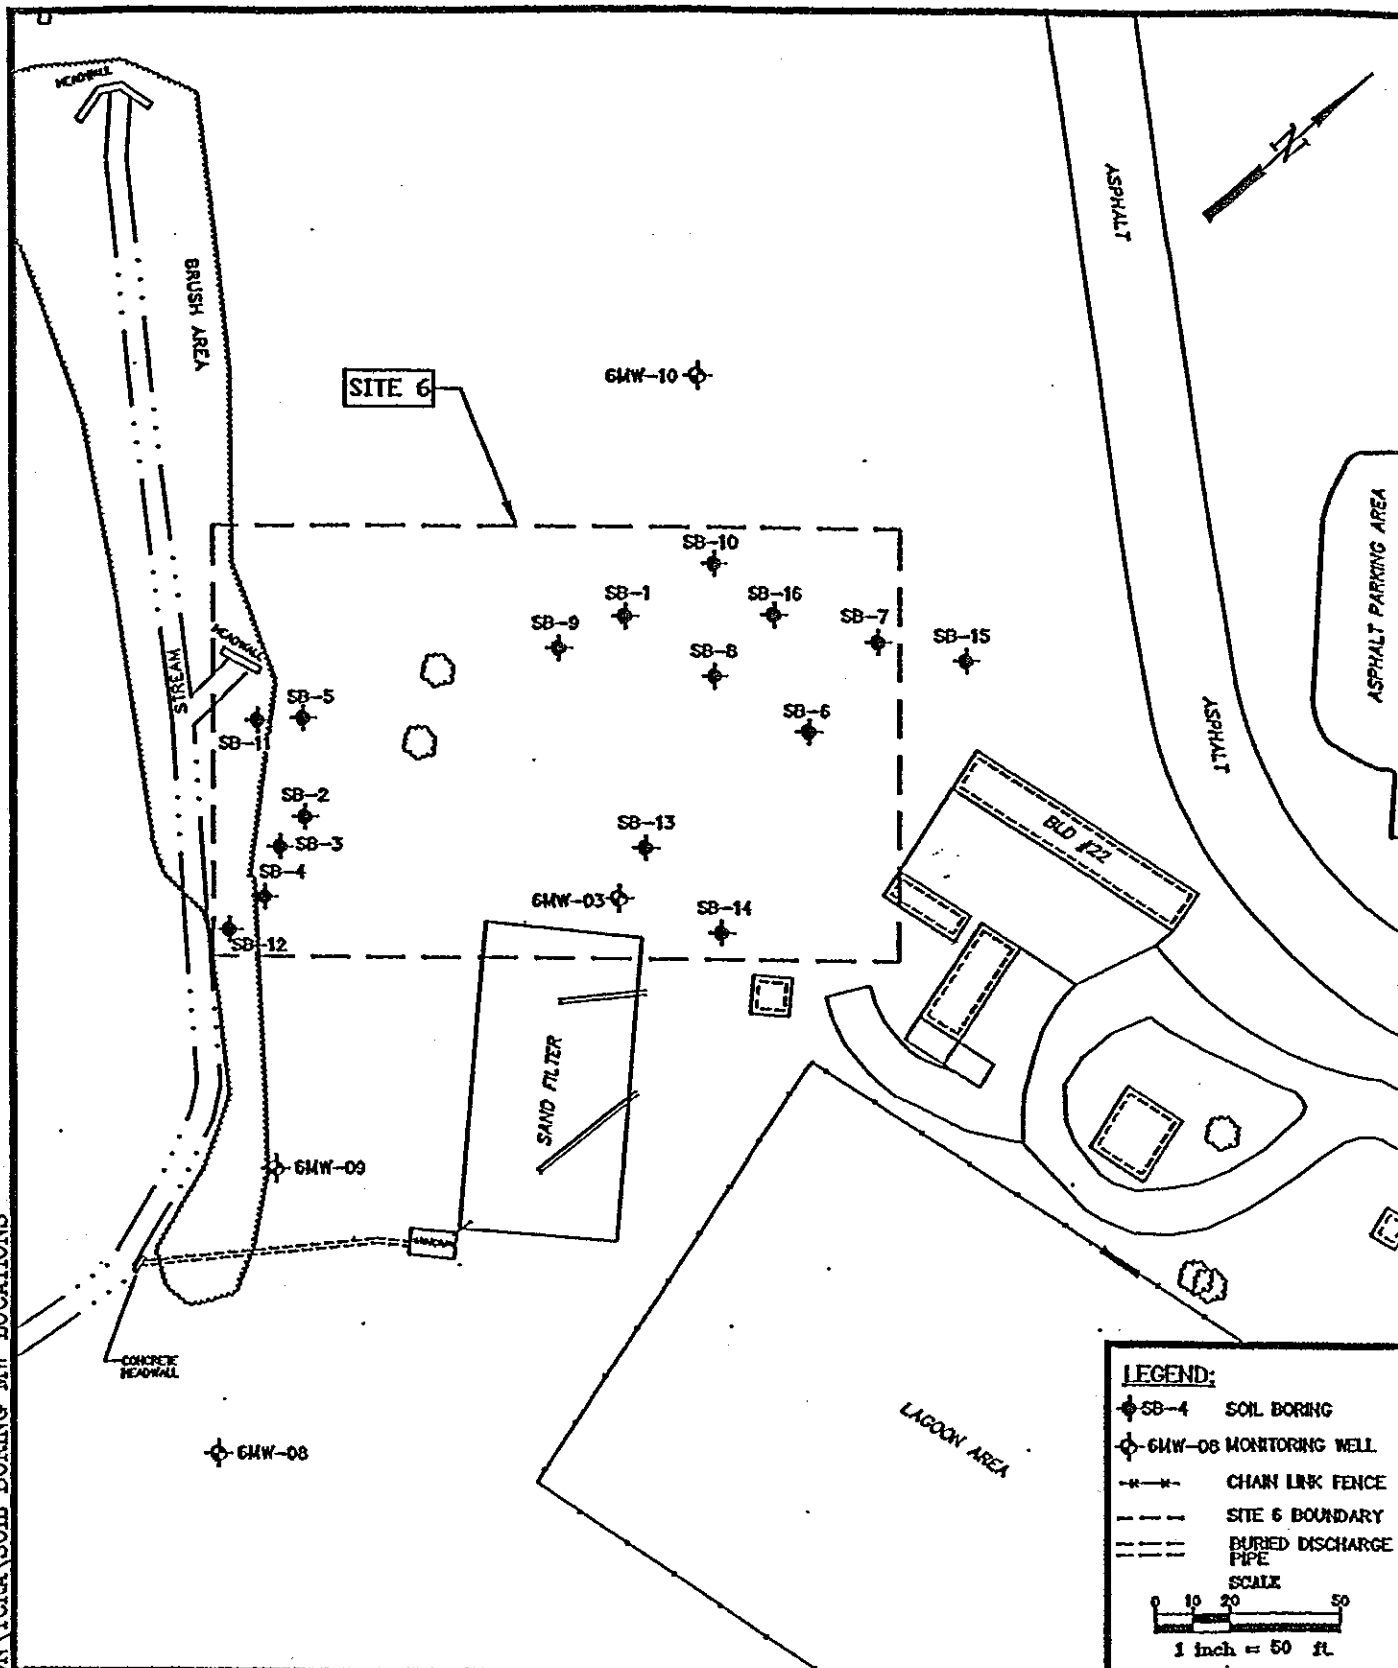 HEADWALL
N
ASPHALT
BRUSH AREA
SITE 6
6MW-10
ASPHALT PARKING AREA
SB-10
SB-1
SB-16
SB-9
SB-7
SB-15
SB-8
HEADWALL
STREAM
SB-5
SB-6
SB-11
ASPHALT
SB-2
SB-13
SB-3
BLD #22
SB-4
6MW-03
SB-14
SB-12
SAND FILTER
6MW-09
CONCRETE
HEADWALL
LAGOON AREA
6MW-08
LEGEND:
SB-4 SOIL BORING
6MW-08 MONITORING WELL
CHAIN LINK FENCE
SITE 6 BOUNDARY
BURIED DISCHARGE
PIPE
SCALE
0 10 20 50
1 inch = 50 ft.